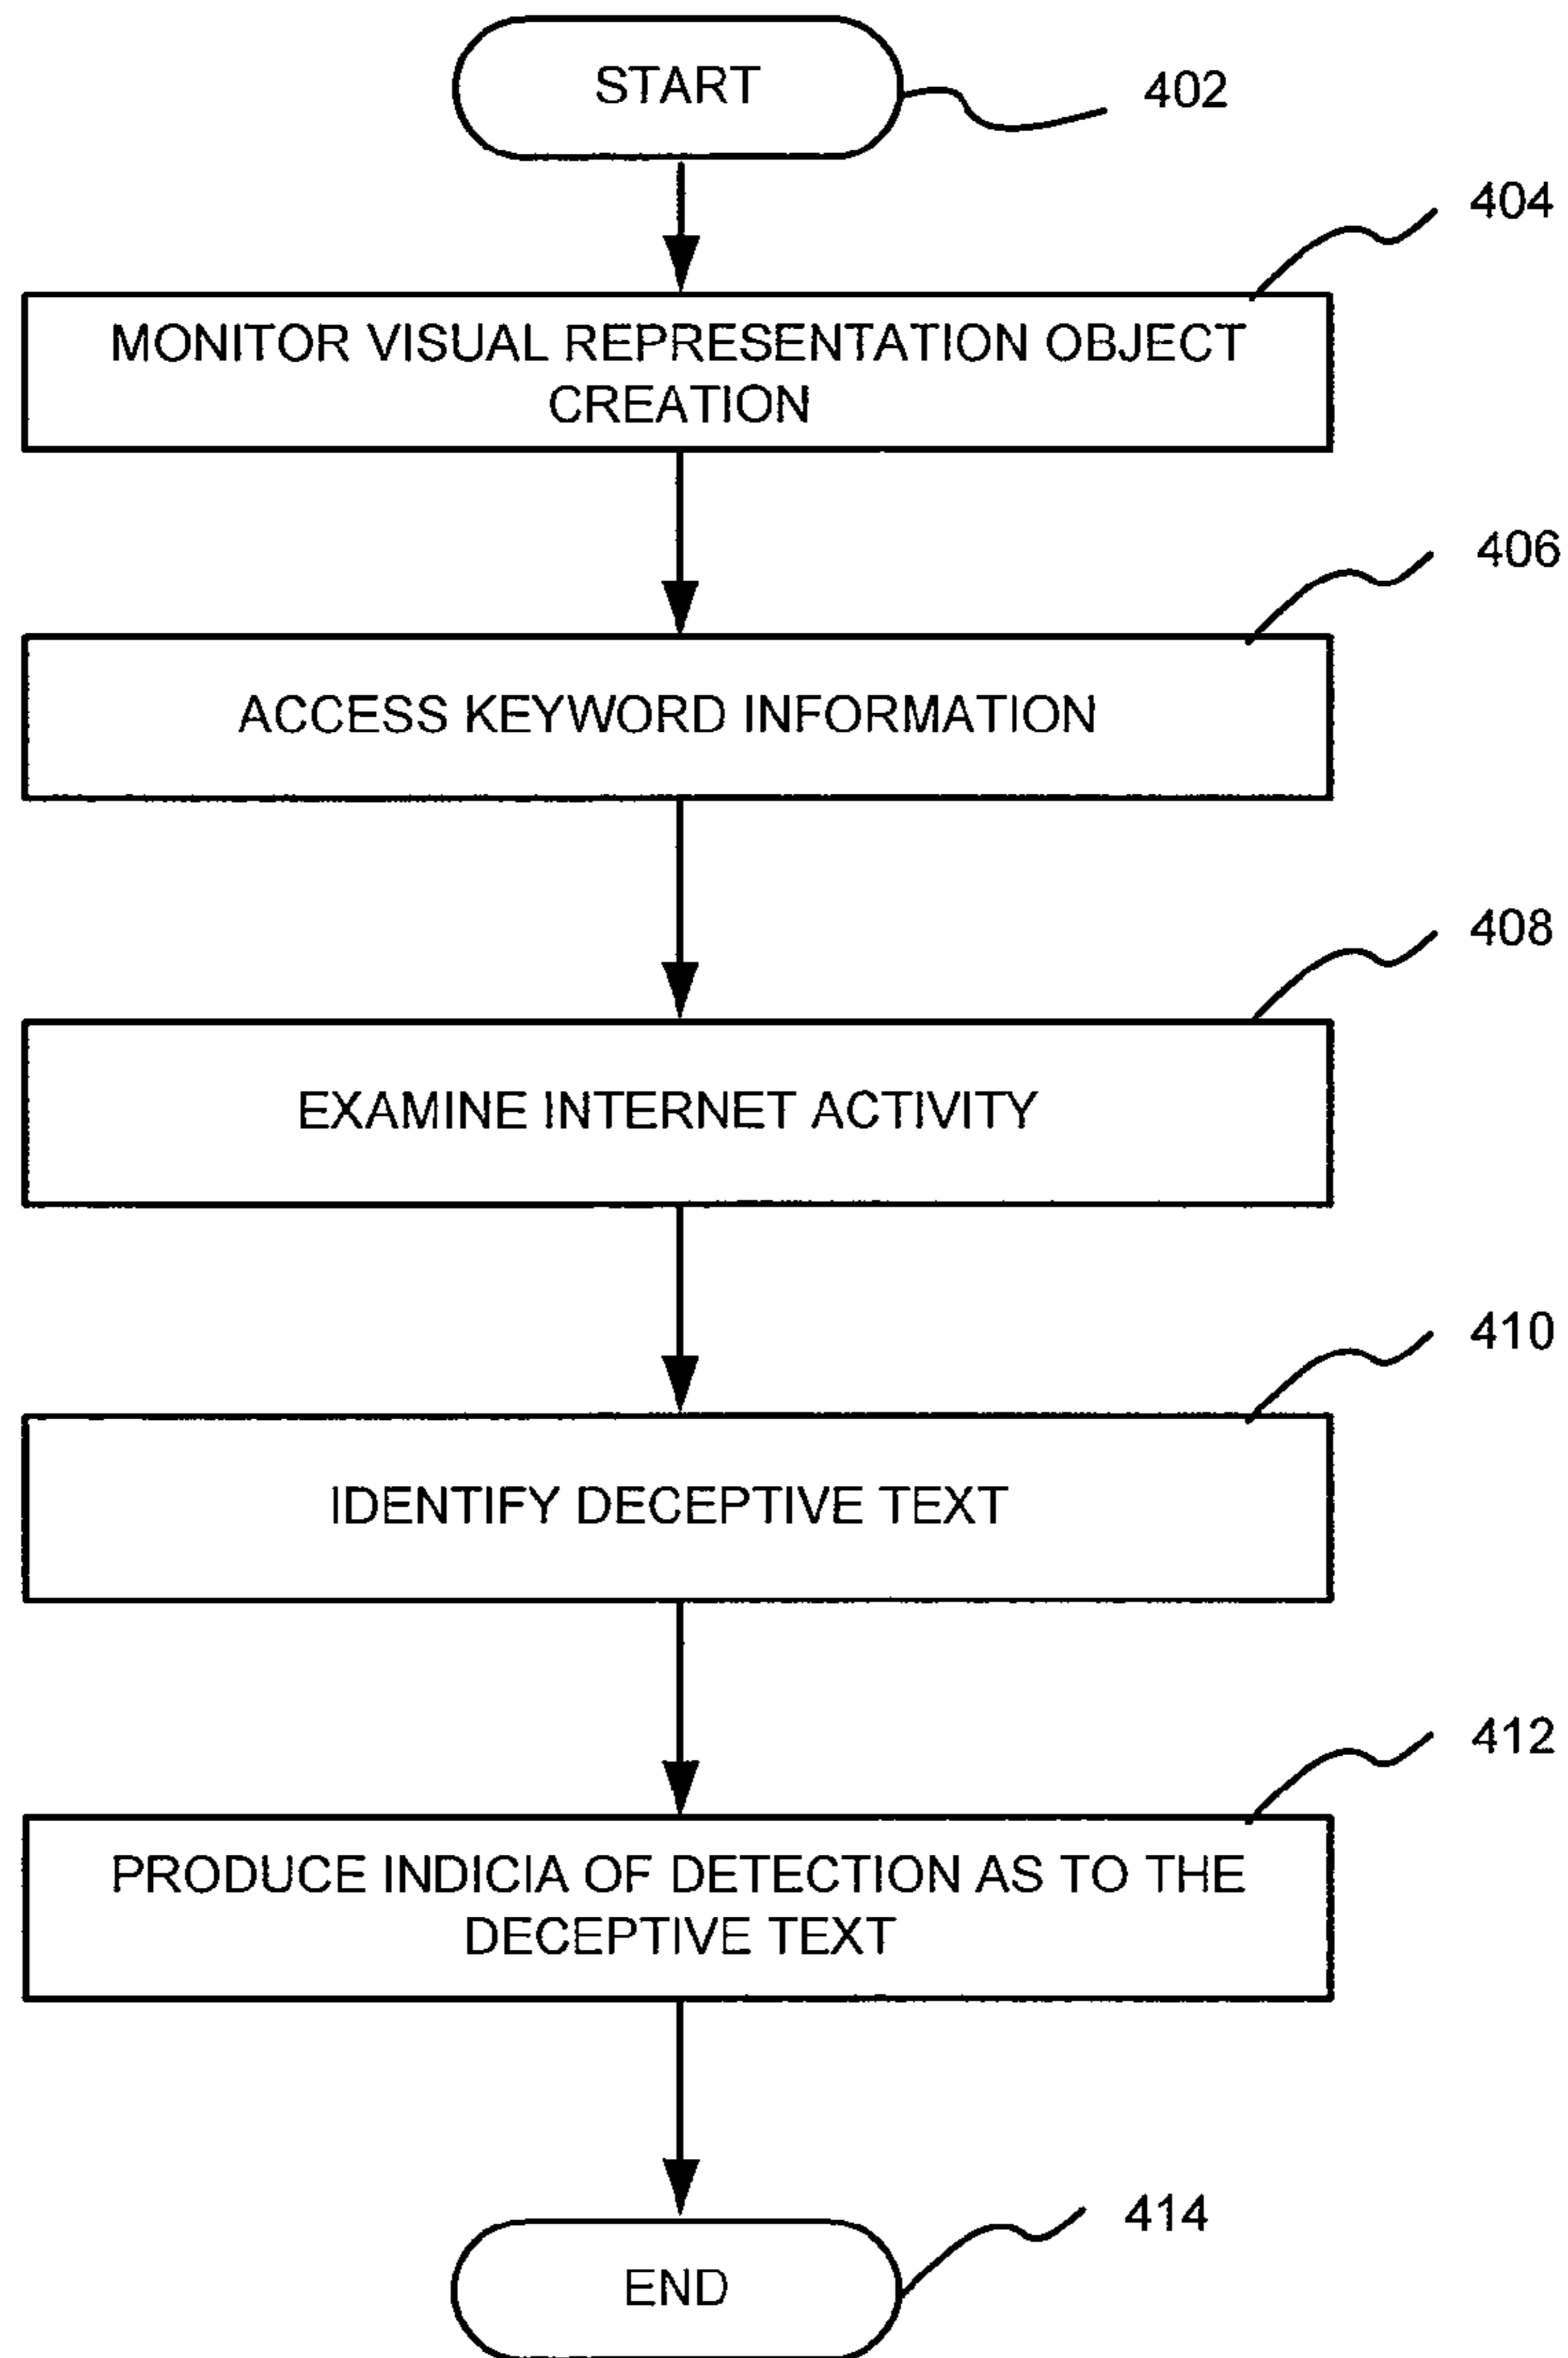 START
402
404
MONITOR VISUAL REPRESENTATION OBJECT
CREATION
406
ACCESS KEYWORD INFORMATION
408
EXAMINE INTERNET ACTIVITY
410
IDENTIFY DECEPTIVE TEXT
412
PRODUCE INDICIA OF DETECTION AS TO THE
DECEPTIVE TEXT
414
END